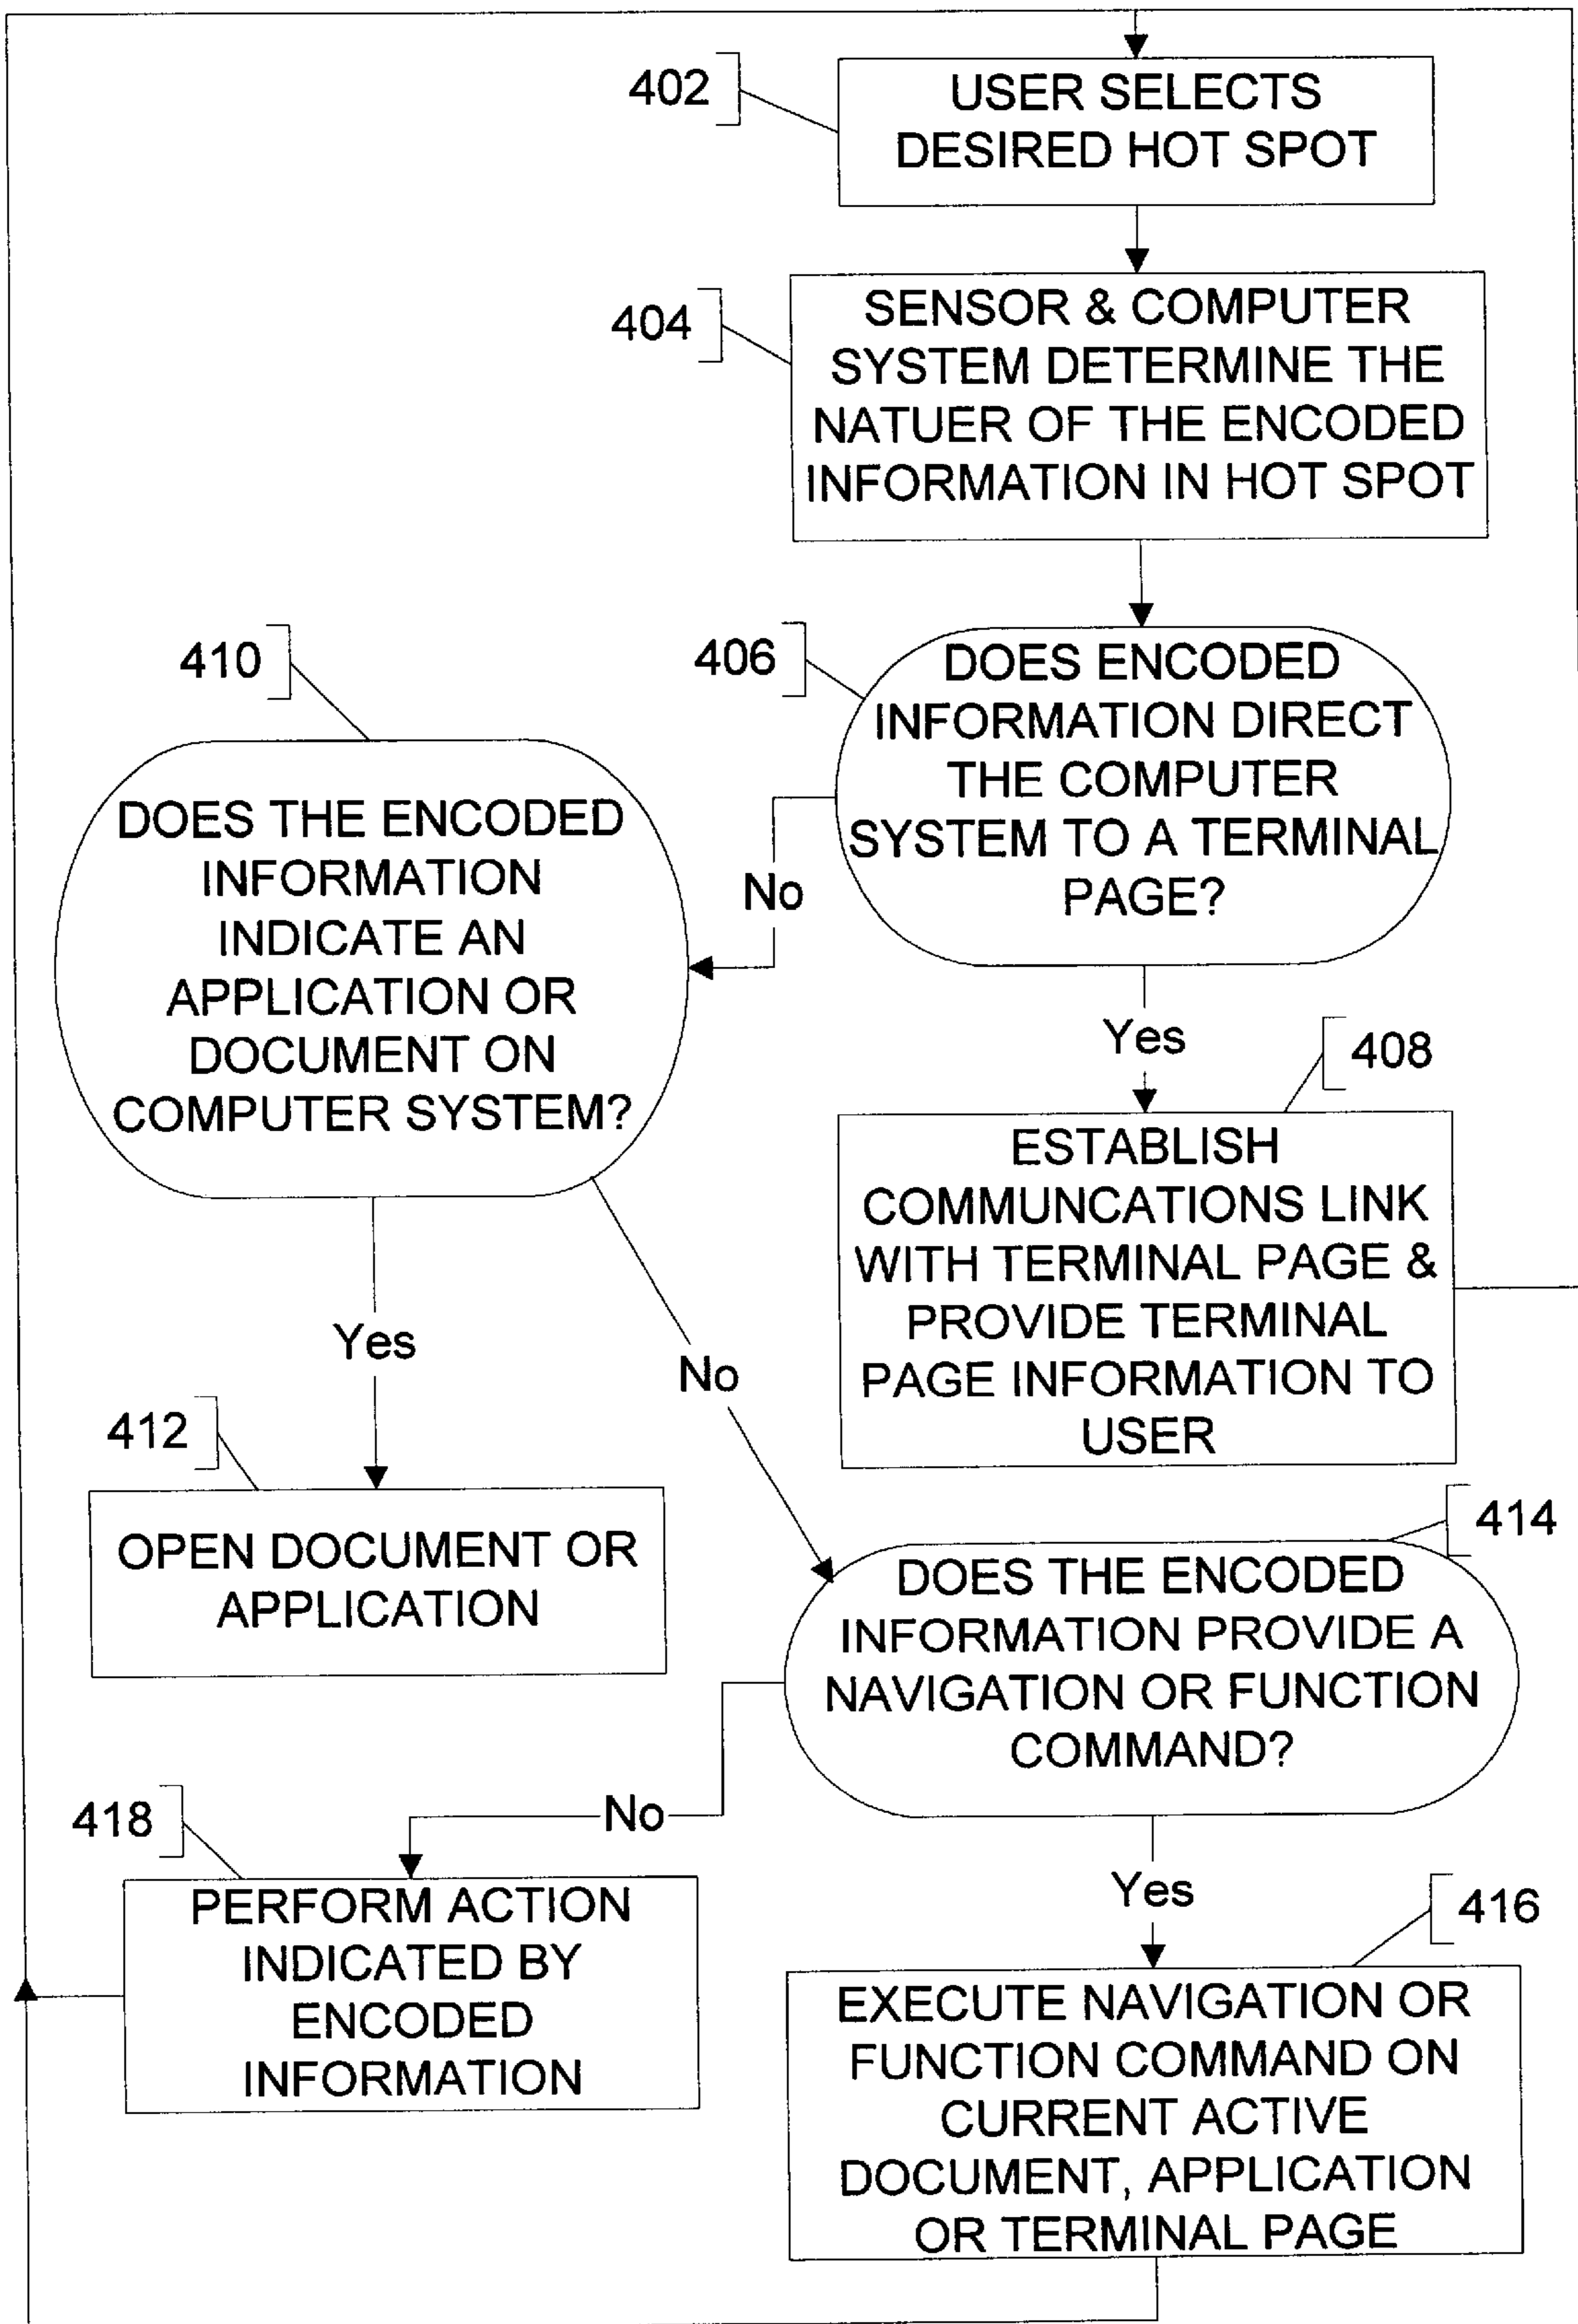 402
USER SELECTS
DESIRED HOT SPOT
404
SENSOR & COMPUTER
SYSTEM DETERMINE THE
NATUER OF THE ENCODED
INFORMATION IN HOT SPOT
406
DOES ENCODED
INFORMATION DIRECT
THE COMPUTER
SYSTEM TO A TERMINAL
PAGE?
No
410
DOES THE ENCODED
INFORMATION
INDICATE AN
APPLICATION OR
DOCUMENT ON
COMPUTER SYSTEM?
Yes
408
ESTABLISH
COMMUNCATIONS LINK
WITH TERMINAL PAGE &
PROVIDE TERMINAL
PAGE INFORMATION TO
USER
Yes
No
412
OPEN DOCUMENT OR
APPLICATION
414
DOES THE ENCODED
INFORMATION PROVIDE A
NAVIGATION OR FUNCTION
COMMAND?
No
418
PERFORM ACTION
INDICATED BY
ENCODED
INFORMATION
Yes
416
EXECUTE NAVIGATION OR
FUNCTION COMMAND ON
CURRENT ACTIVE
DOCUMENT, APPLICATION
OR TERMINAL PAGE